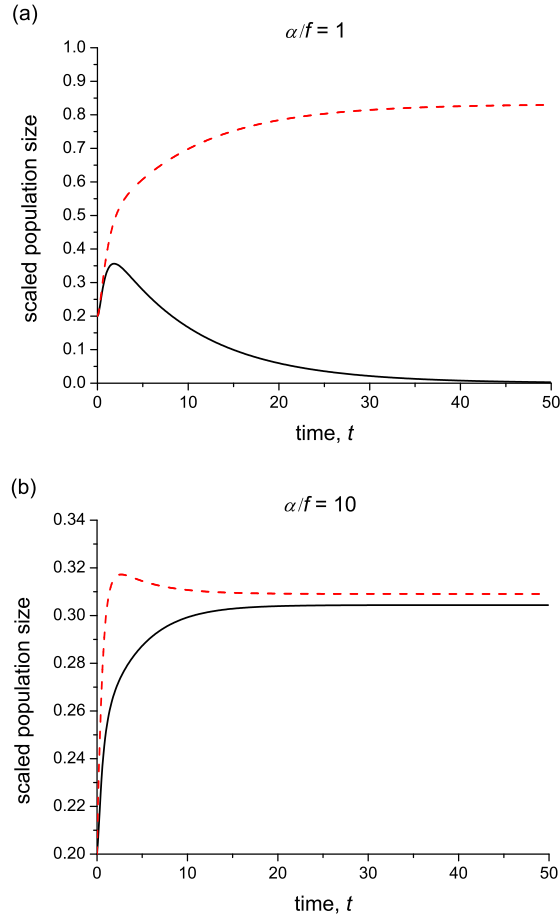 (a)
α/f = 1
1.0
0.9
0.8
0.7
0.6
0.5
0.4
0.3
0.2
0.1
0.0
scaled population size
0 10 20 30 40 50
time, t
(b)
α/f = 10
0.34
0.32
0.30
0.28
0.26
0.24
0.22
0.20
scaled population size
0 10 20 30 40 50
time, t